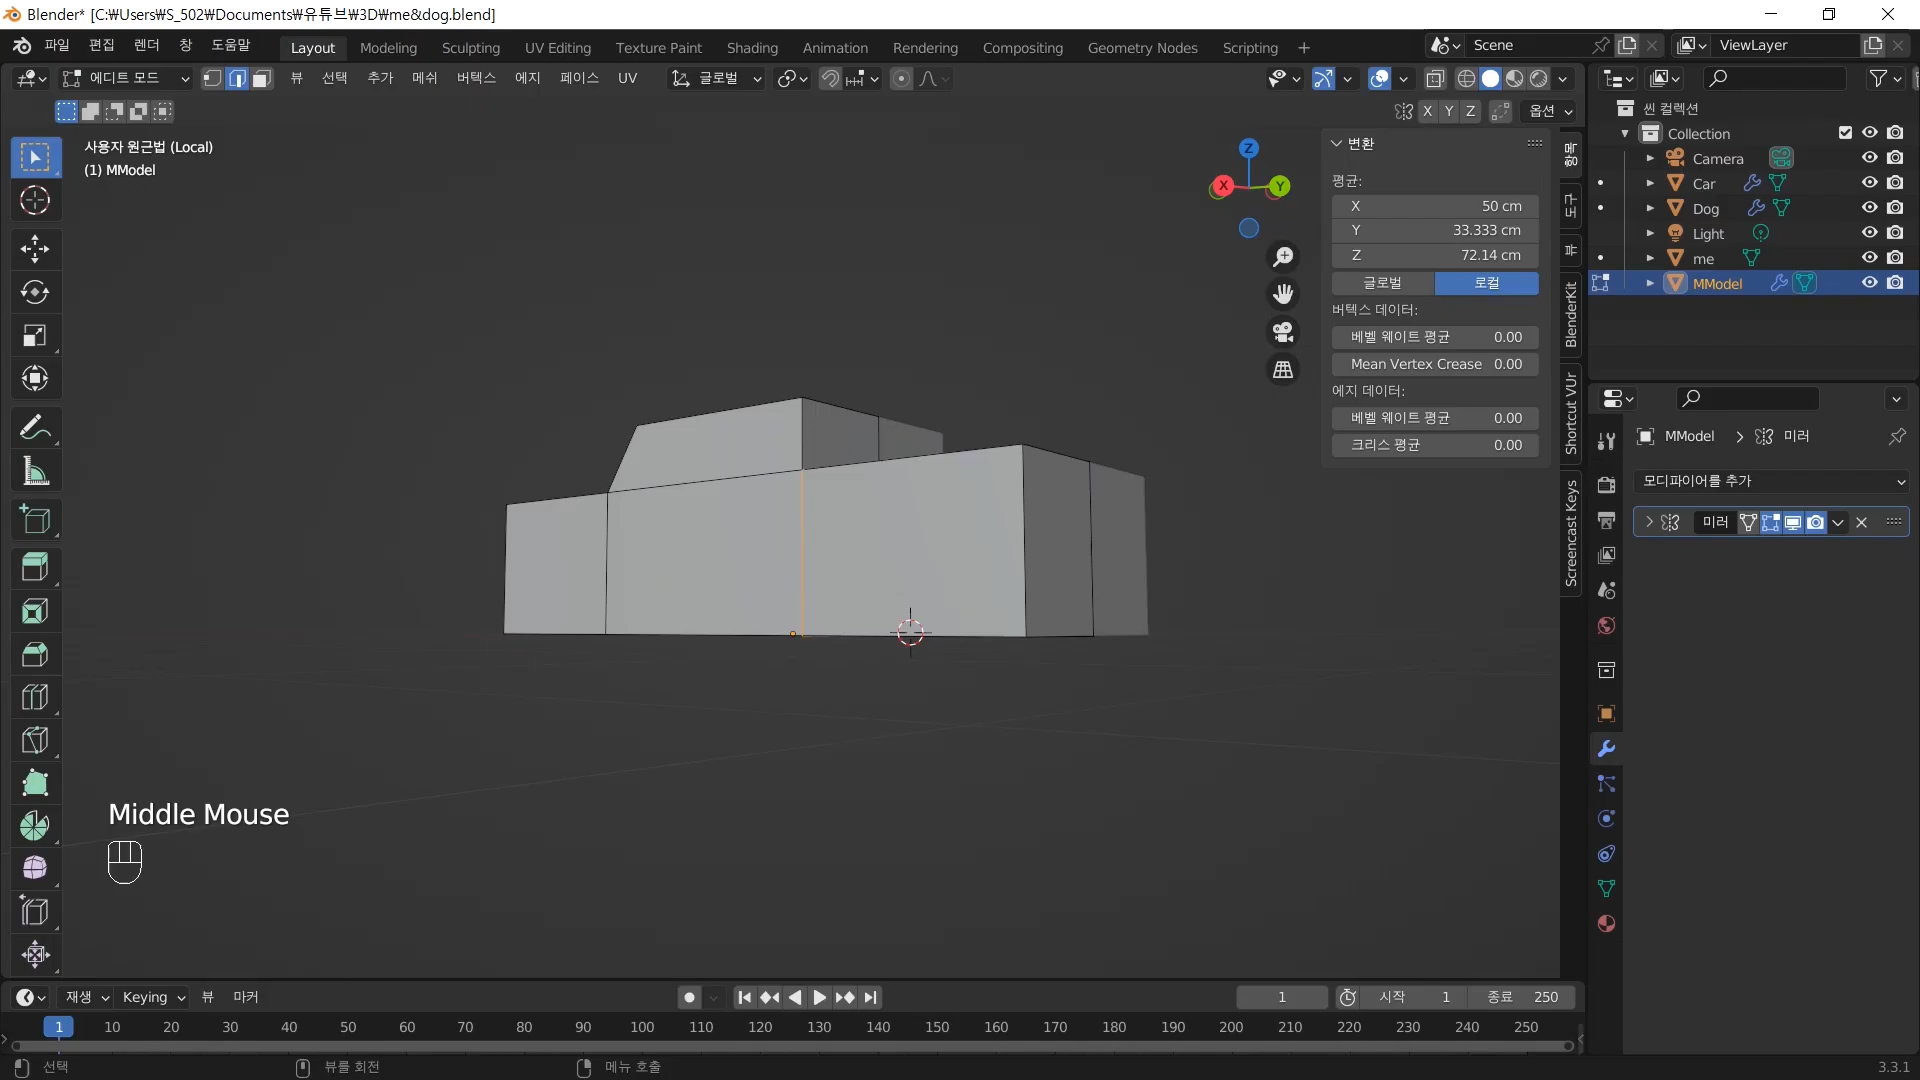 Blender* [C:₩Users₩S_502₩Documents₩유튜브₩3D₩me&dog.blend]
파일 편집 렌더 창 도움말 Layout Modeling Sculpting UV Editing Texture Paint Shading Animation Rendering Compositing Geometry Nodes Scripting + Scene ViewLayer
에디트 모드 뷰 선택 추가 메쉬 버텍스 에지 페이스 UV 글로벌
X Y Z 옵션
사용자 원근법 (Local)
(1) MModel
Z
X Y
변환
평균:
X 50 cm
Y 33.333 cm
Z 72.14 cm
글로벌 로컬
버텍스 데이터:
베벨 웨이트 평균 0.00
Mean Vertex Crease 0.00
에지 데이터:
베벨 웨이트 평균 0.00
크리스 평균 0.00
항목
도구
뷰
BlenderKit
Shortcut VUr
Screencast Keys
씬 컬렉션
Collection
Camera
Car
Dog
Light
me
MModel
MModel > 미러
모디파이어를 추가
미러
Middle Mouse
재생 Keying 뷰 마커 1 시작 1 종료 250
1 10 20 30 40 50 60 70 80 90 100 110 120 130 140 150 160 170 180 190 200 210 220 230 240 250
선택 뷰를 회전 메뉴 호출 3.3.1